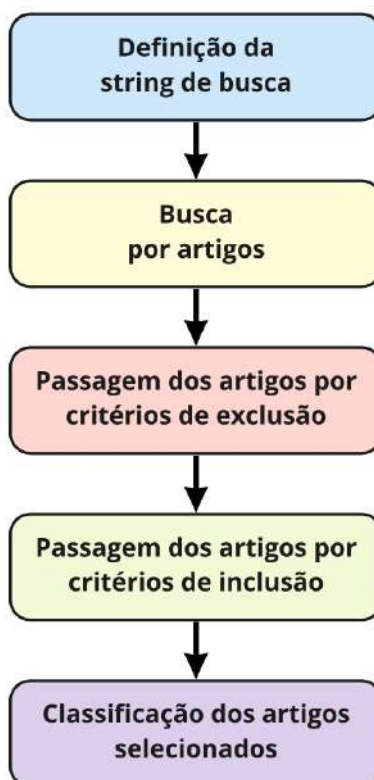 Definição da
string de busca
Busca
por artigos
Passagem dos artigos por
critérios de exclusão
Passagem dos artigos por
critérios de inclusão
Classificação dos artigos
selecionados